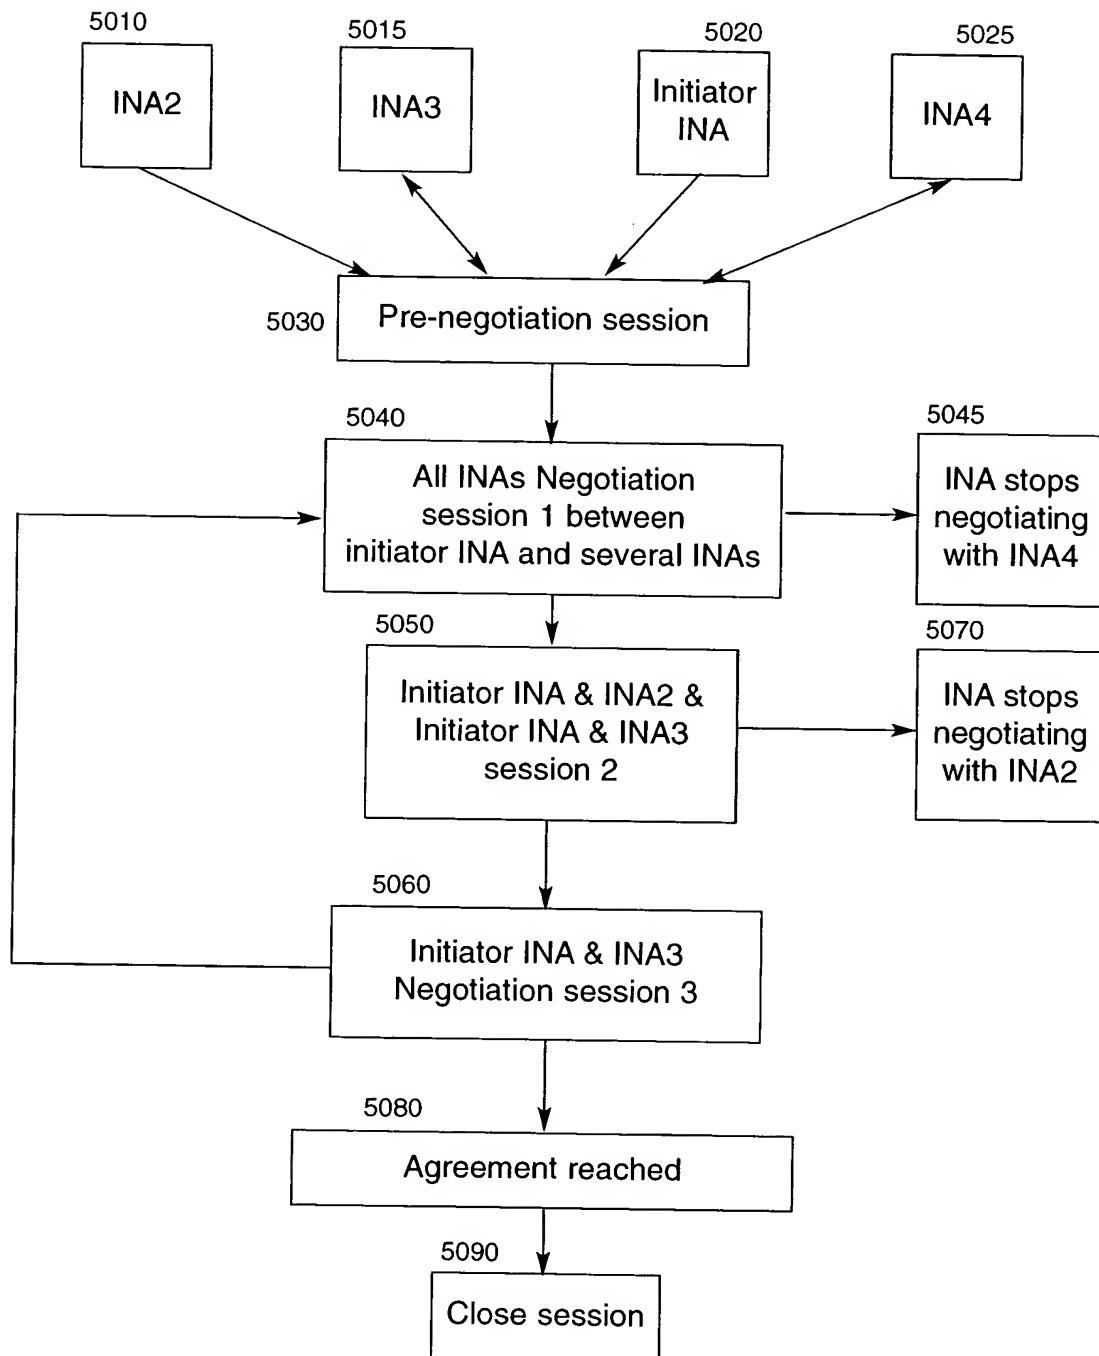 5010
5015
5020
5025
INA2
INA3
Initiator
INA
INA4
5030
Pre-negotiation session
5040
All INAs Negotiation
session 1 between
initiator INA and several INAs
5045
INA stops
negotiating
with INA4
5050
Initiator INA & INA2 &
Initiator INA & INA3
session 2
5070
INA stops
negotiating
with INA2
5060
Initiator INA & INA3
Negotiation session 3
5080
Agreement reached
5090
Close session